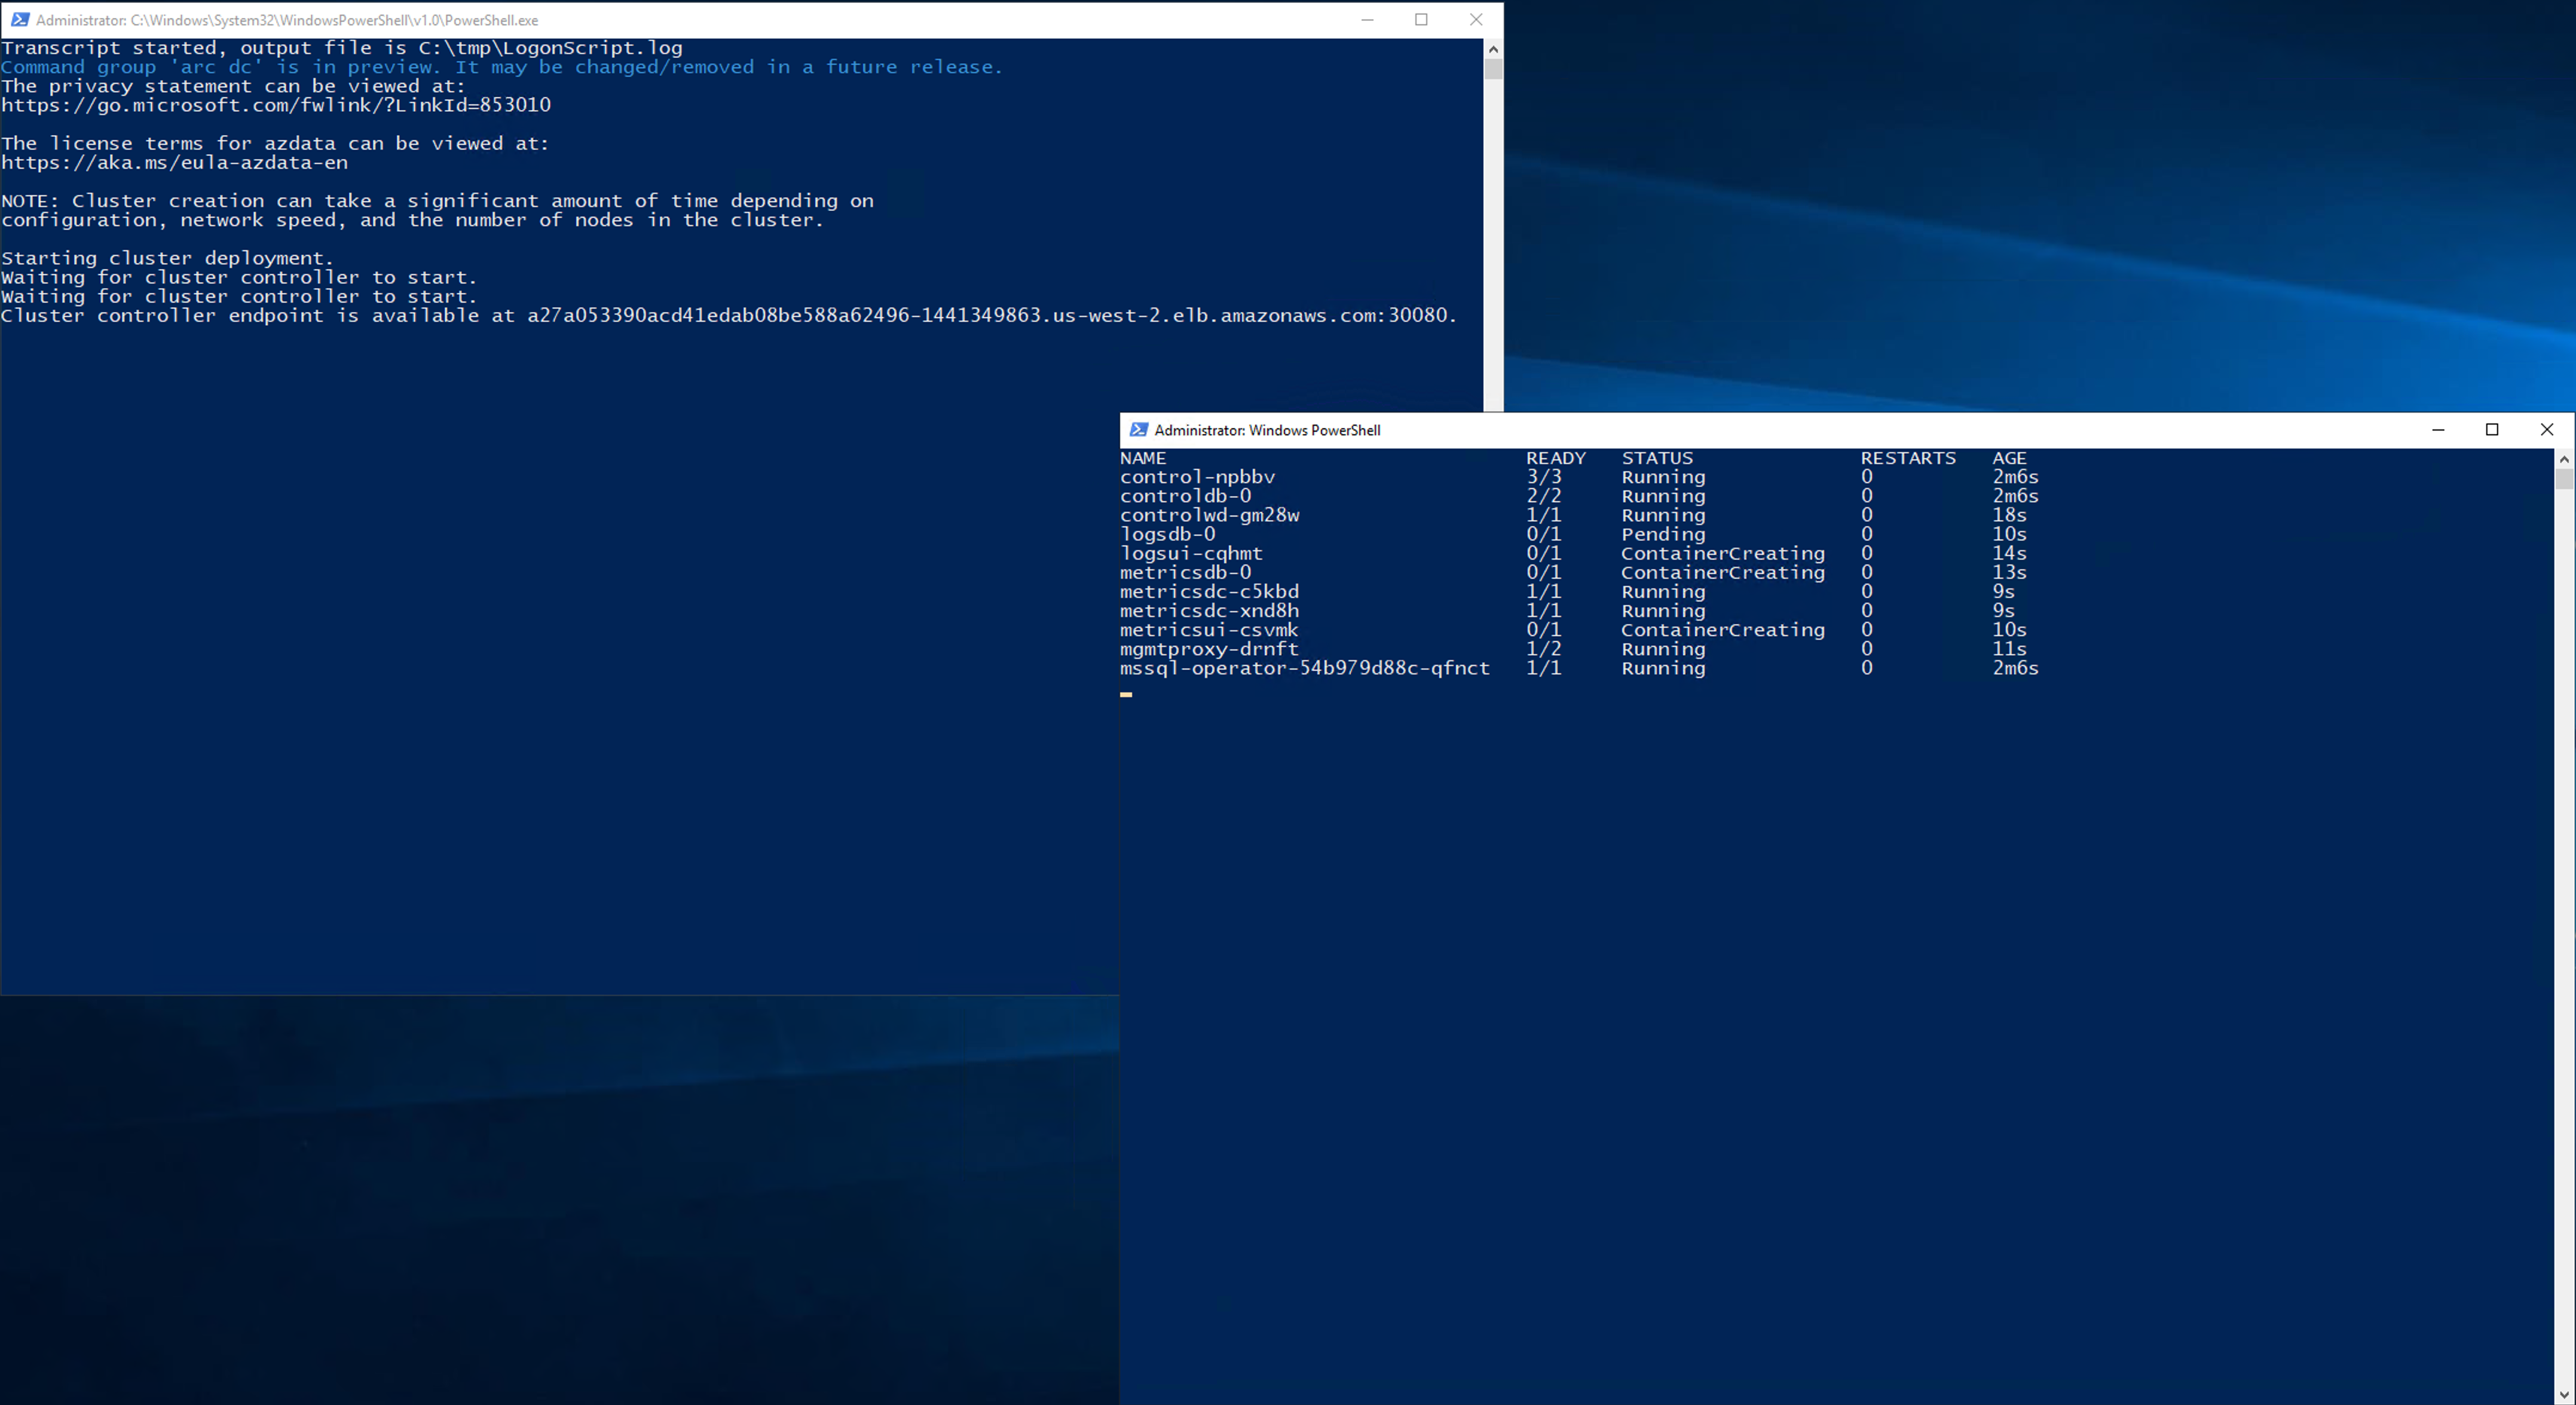 Administrator: C:\Windows\System32\WindowsPowerShell\v1.0\PowerShell.exe
Transcript started, output file is C:\tmp\LogonScript.log
Command group 'arc dc' is in preview. It may be changed/removed in a future release.
The privacy statement can be viewed at:
https://go.microsoft.com/fwlink/?LinkId=853010
The license terms for azdata can be viewed at:
https://aka.ms/eula-azdata-en
NOTE: Cluster creation can take a significant amount of time depending on
configuration, network speed, and the number of nodes in the cluster.
Starting cluster deployment.
Waiting for cluster controller to start.
Waiting for cluster controller to start.
Cluster controller endpoint is available at a27a053390acd41edab08be588a62496-1441349863.us-west-2.elb.amazonaws.com:30080.
Administrator: Windows PowerShell
NAME READY STATUS RESTARTS AGE
control-npbbv 3/3 Running 0 2m6s
controldb-0 2/2 Running 0 2m6s
controlwd-gm28w 1/1 Running 0 18s
logsdb-0 0/1 Pending 0 10s
logsui-cqhmt 0/1 ContainerCreating 0 14s
metricsdb-0 0/1 ContainerCreating 0 13s
metricsdc-c5kbd 1/1 Running 0 9s
metricsdc-xnd8h 1/1 Running 0 9s
metricsui-csvmk 0/1 ContainerCreating 0 10s
mgmtproxy-drnft 1/2 Running 0 11s
mssql-operator-54b979d88c-qfnct 1/1 Running 0 2m6s